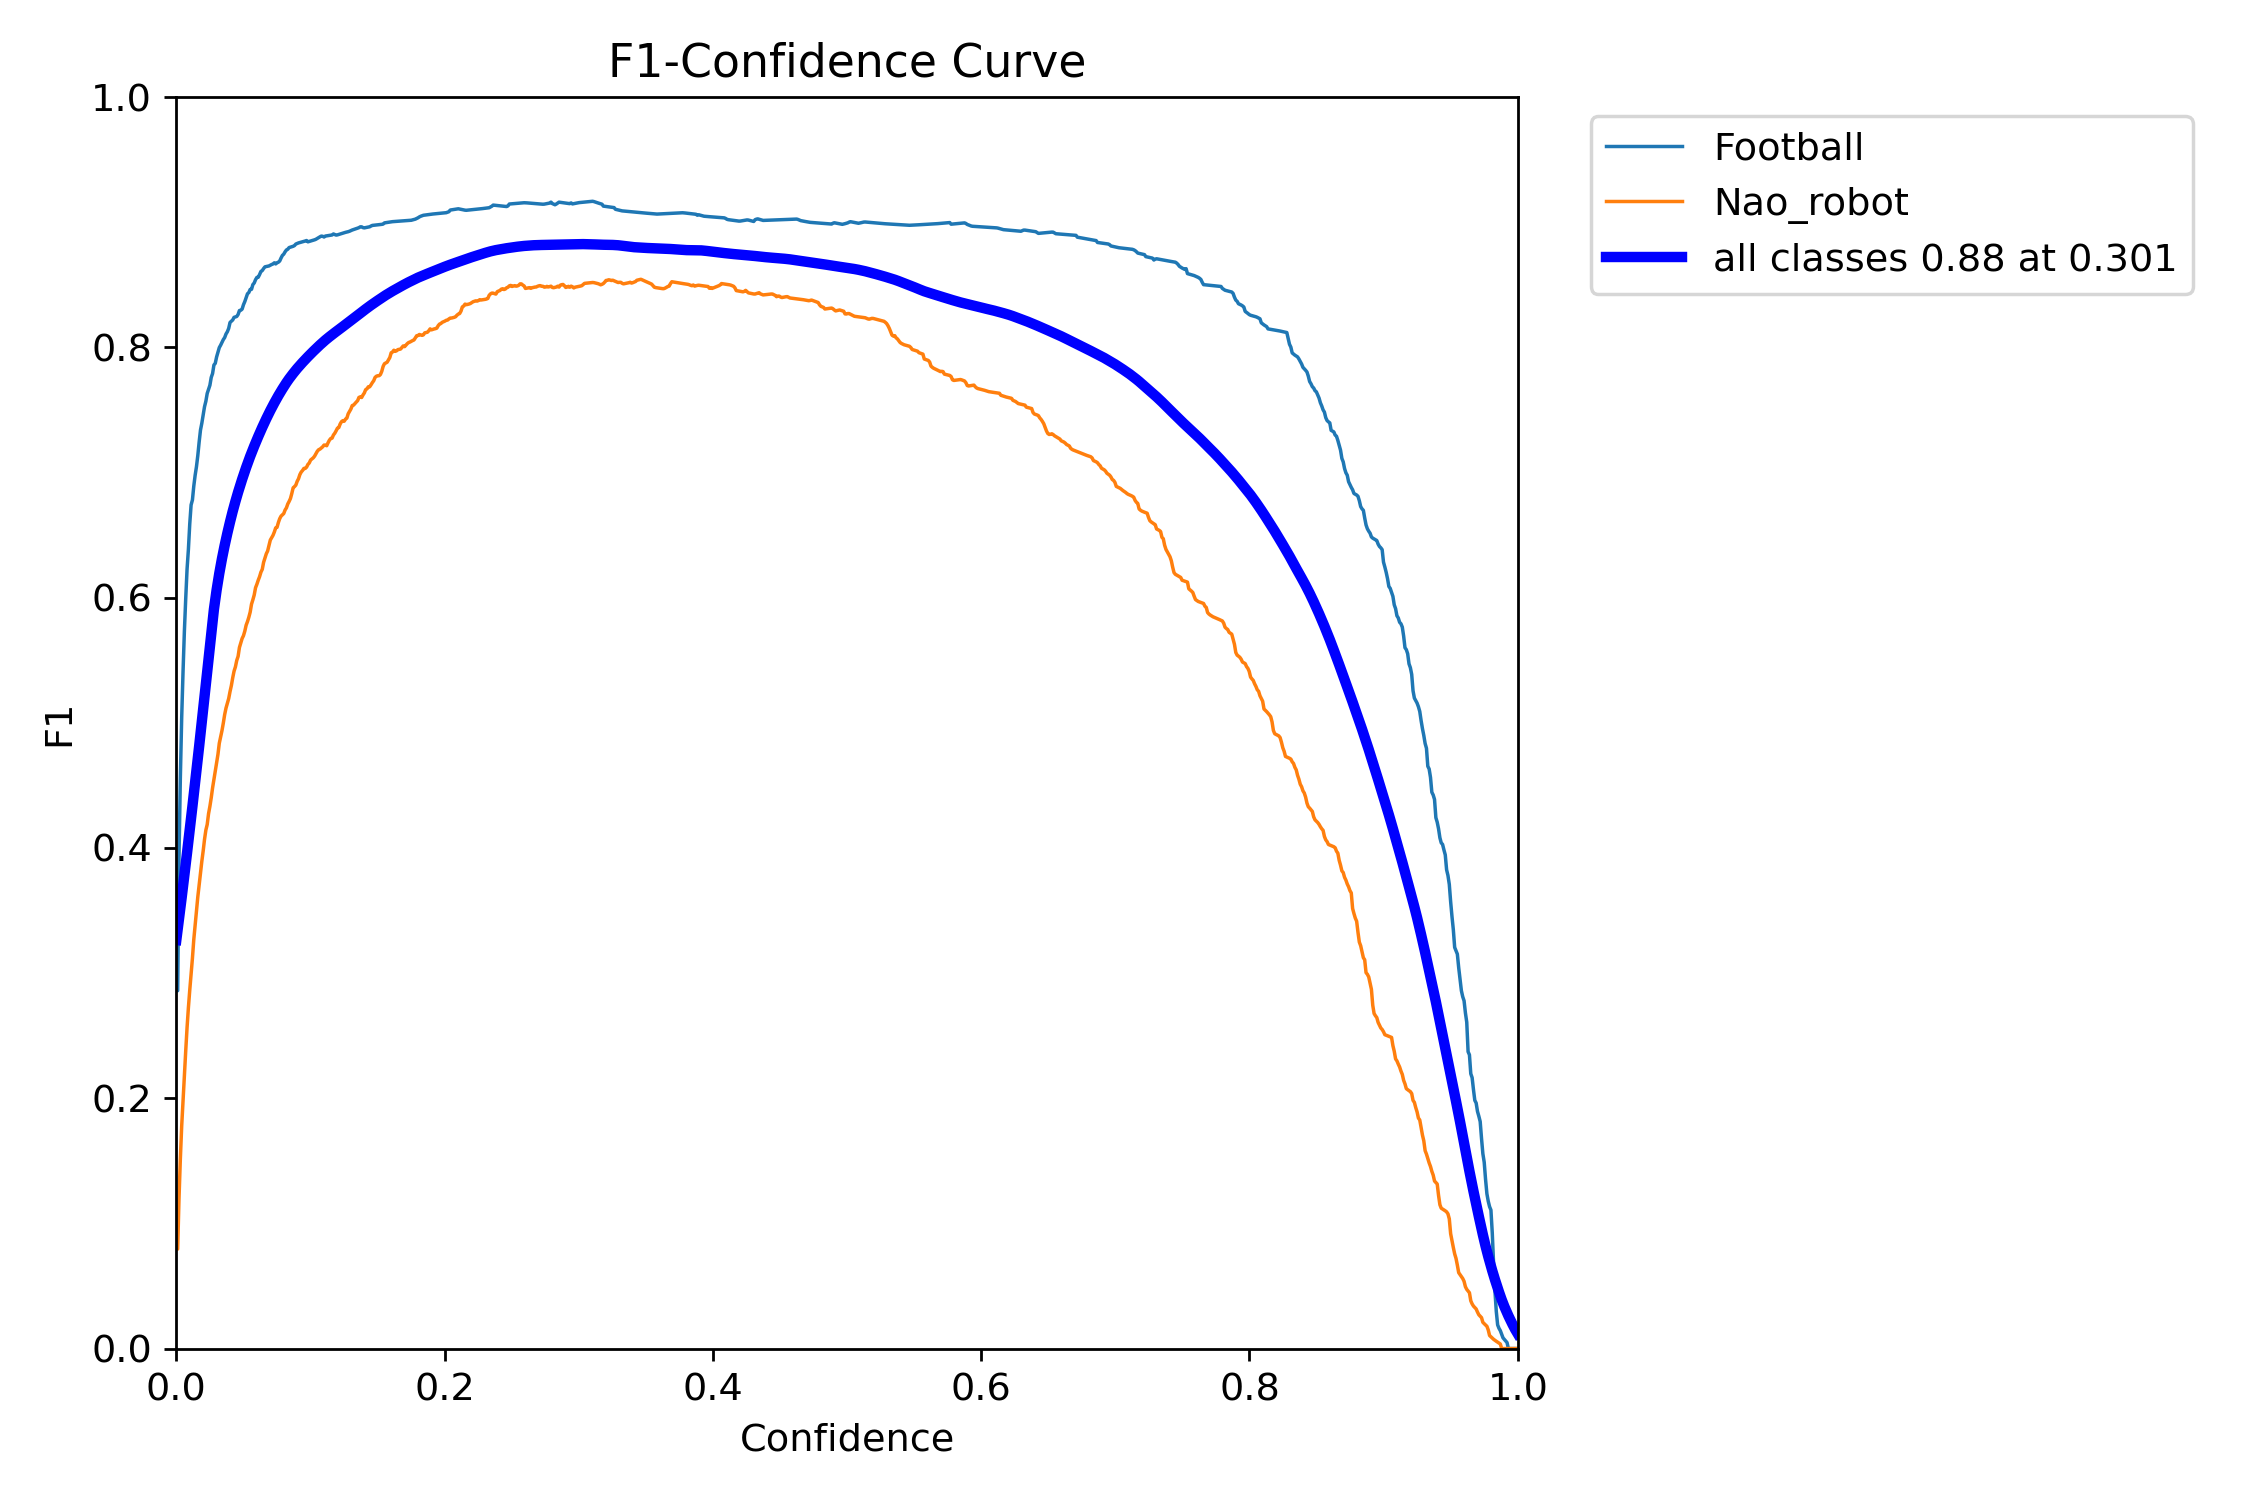 F1-Confidence Curve
1.0
0.8
0.6
0.4
0.2
0.0
F1
0.0 0.2 0.4 0.6 0.8 1.0
Confidence
Football
Nao_robot
all classes 0.88 at 0.301